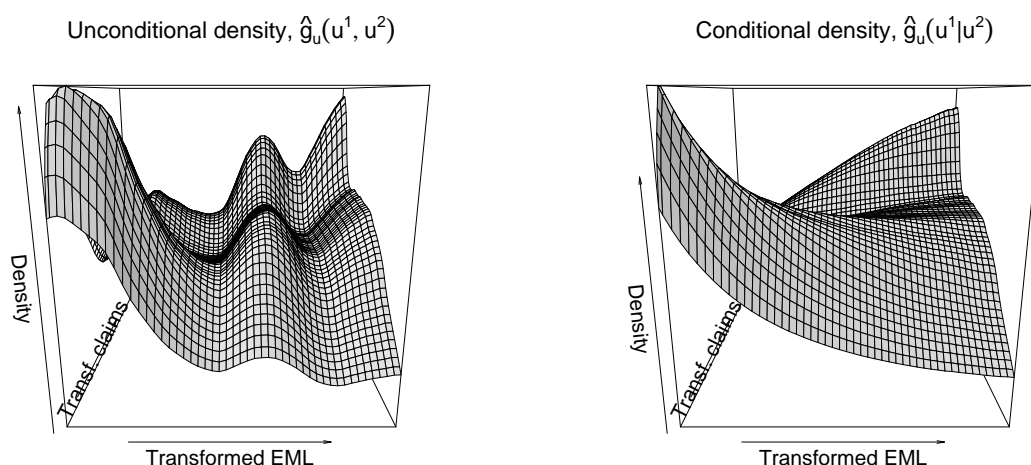 Unconditional density, ĝᵤ(u¹, u²)
Conditional density, ĝᵤ(u¹|u²)
Density
Transf. claims
Transformed EML
Density
Transf. claims
Transformed EML